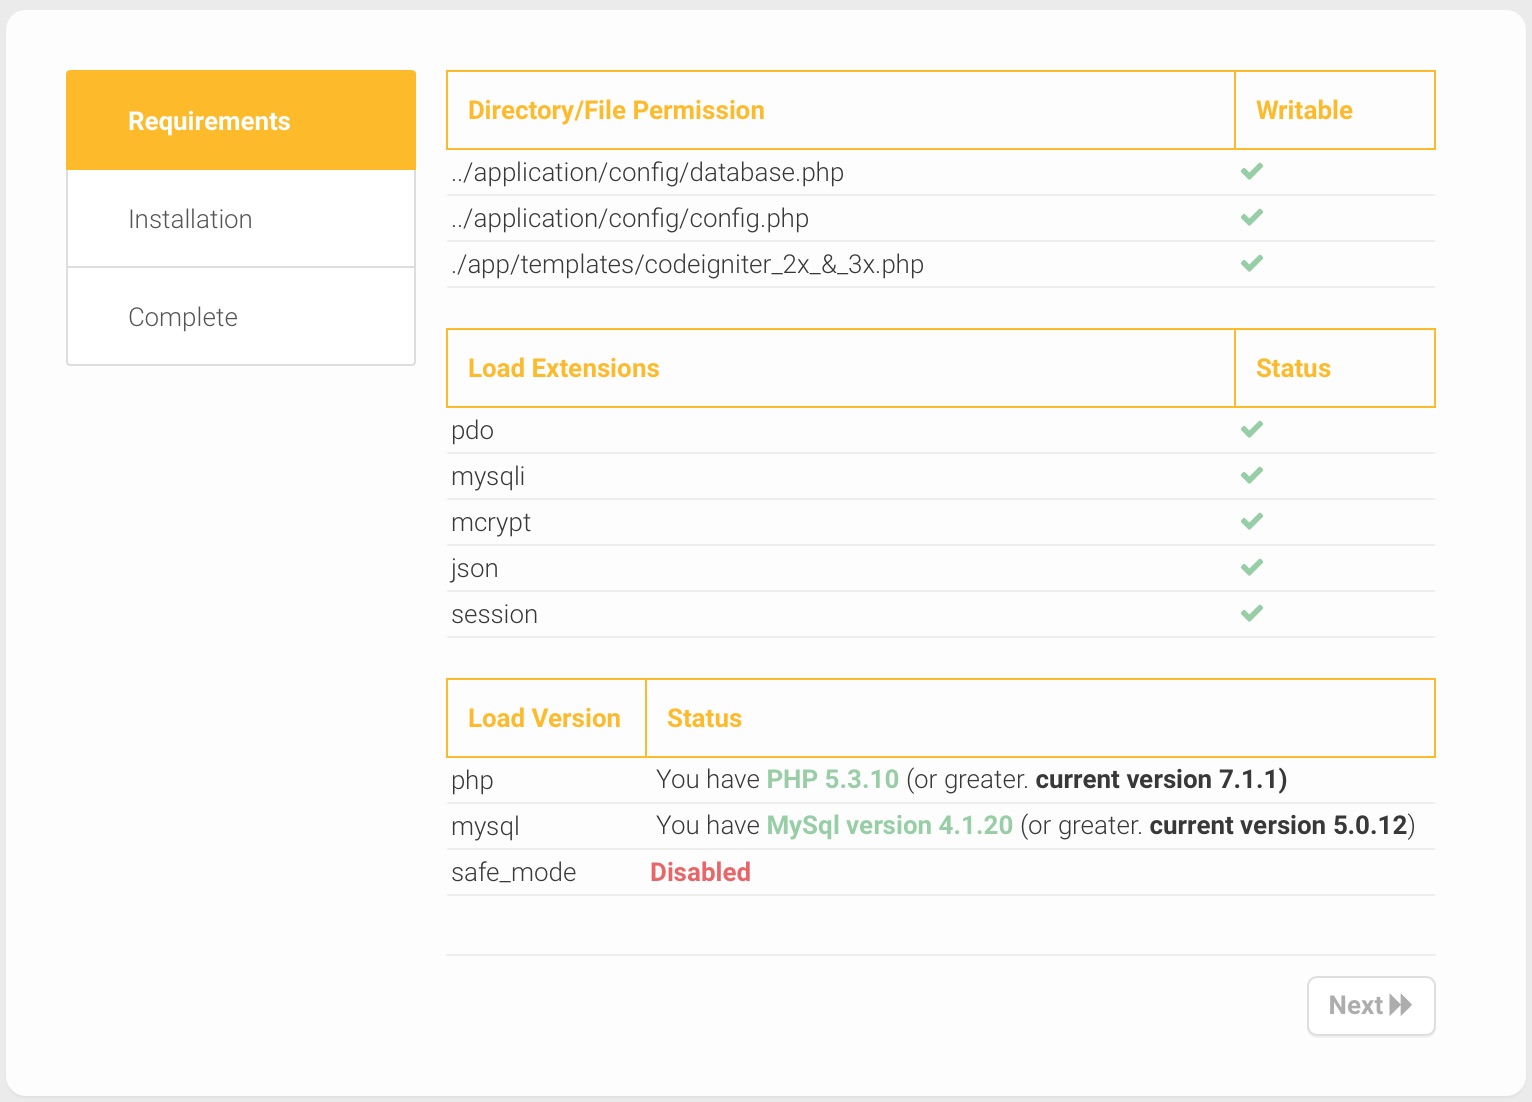 Requirements
Installation
Complete
Directory/File Permission Writable
../application/config/database.php
../application/config/config.php
./app/templates/codeigniter_2x_&_3x.php
Load Extensions Status
pdo
mysqli
mcrypt
json
session
Load Version Status
php You have PHP 5.3.10 (or greater. current version 7.1.1)
mysql You have MySql version 4.1.20 (or greater. current version 5.0.12)
safe_mode Disabled
Next